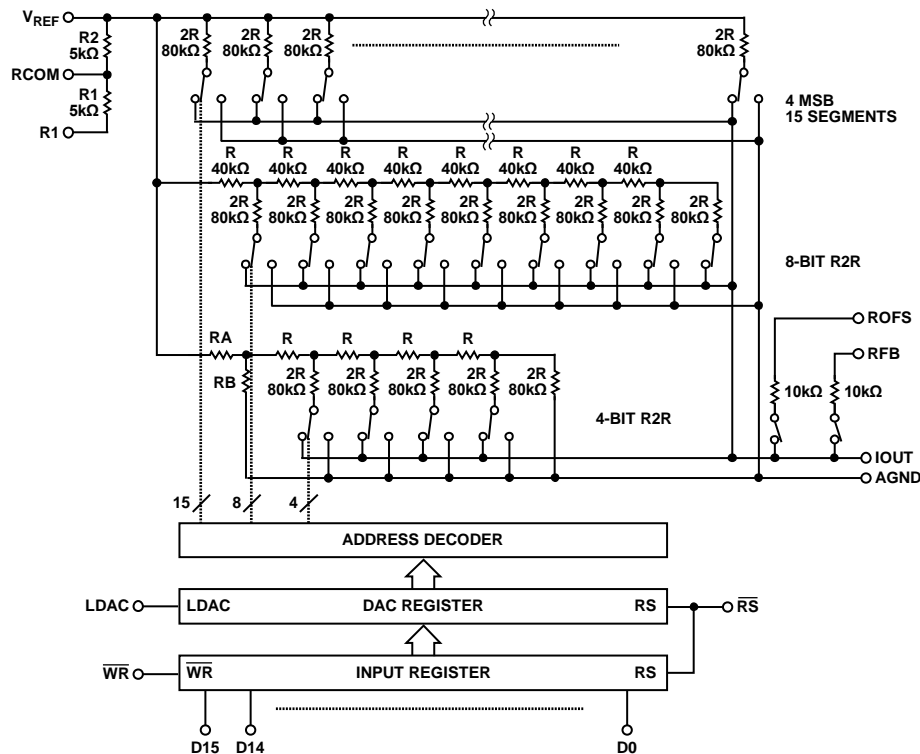 VREF
R2
5kΩ
RCOM
R1
5kΩ
R1
2R
80kΩ
2R
80kΩ
2R
80kΩ
2R
80kΩ
4 MSB
15 SEGMENTS
R
40kΩ
R
40kΩ
R
40kΩ
R
40kΩ
R
40kΩ
R
40kΩ
R
40kΩ
R
40kΩ
2R
80kΩ
2R
80kΩ
2R
80kΩ
2R
80kΩ
2R
80kΩ
2R
80kΩ
2R
80kΩ
2R
80kΩ
2R
80kΩ
8-BIT R2R
RA
R
R
R
R
RB
2R
80kΩ
2R
80kΩ
2R
80kΩ
2R
80kΩ
2R
80kΩ
4-BIT R2R
ROFS
RFB
10kΩ
10kΩ
IOUT
AGND
15
8
4
ADDRESS DECODER
LDAC
LDAC
DAC REGISTER
RS
RS
WR
WR
INPUT REGISTER
RS
D15
D14
D0